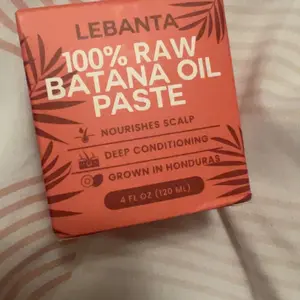 LEBANTA
100% RAW
BATANA OIL
PASTE
NOURISHES SCALP
DEEP CONDITIONING
GROWN IN HONDURAS
4 FL OZ (120 ML)